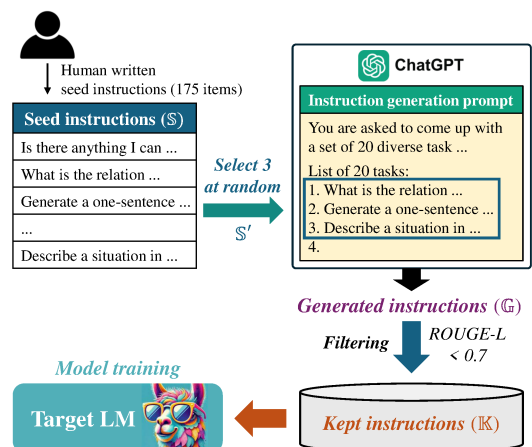 Human written
seed instructions (175 items)
Seed instructions (𝕊)
Is there anything I can ...
What is the relation ...
Generate a one-sentence ...
...
Describe a situation in ...
Select 3
at random
𝕊′
ChatGPT
Instruction generation prompt
You are asked to come up with
a set of 20 diverse task ...
List of 20 tasks:
1. What is the relation ...
2. Generate a one-sentence ...
3. Describe a situation in ...
4.
Generated instructions (𝔾)
Filtering
ROUGE-L
< 0.7
Kept instructions (𝕂)
Model training
Target LM